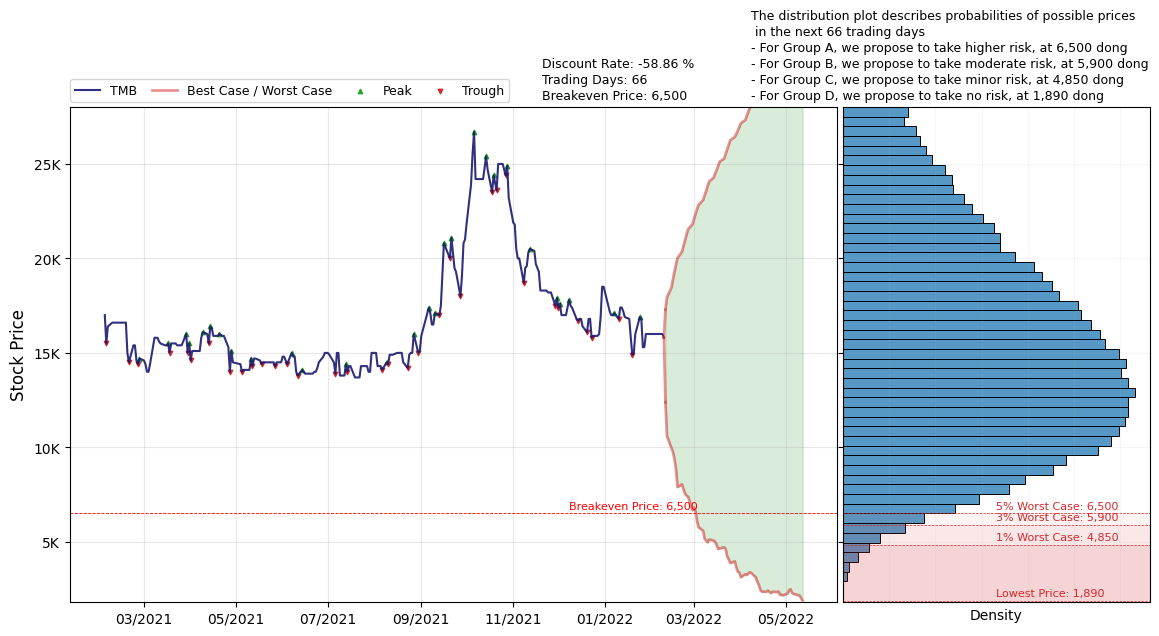 The distribution plot describes probabilities of possible prices
in the next 66 trading days
- For Group A, we propose to take higher risk, at 6,500 dong
- For Group B, we propose to take moderate risk, at 5,900 dong
- For Group C, we propose to take minor risk, at 4,850 dong
- For Group D, we propose to take no risk, at 1,890 dong
Discount Rate: -58.86 %
Trading Days: 66
Breakeven Price: 6,500
TMB
Best Case / Worst Case
Peak
Trough
Stock Price
25K
20K
15K
10K
5K
Breakeven Price: 6,500
5% Worst Case: 6,500
3% Worst Case: 5,900
1% Worst Case: 4,850
Lowest Price: 1,890
03/2021
05/2021
07/2021
09/2021
11/2021
01/2022
03/2022
05/2022
Density